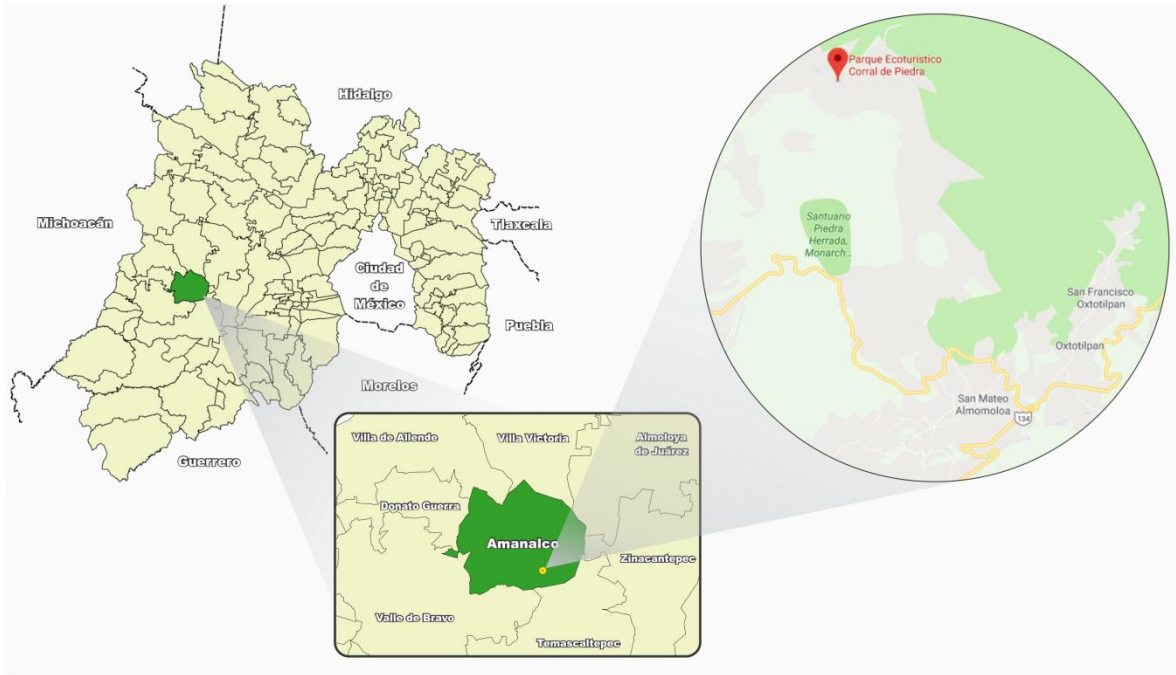 Hidalgo
Michoacán
Tlaxcala
Ciudad
de
México
Puebla
Morelos
Guerrero
Villa de Allende
Villa Victoria
Almoloya
de Juárez
Donato Guerra
Amanalco
Zinacantepec
Valle de Bravo
Temascaltepec
Parque Ecoturístico
Corral de Piedra
Santuario
Piedra
Herrada,
Monarch...
San Francisco
Oxtotilpan
Oxtotilpan
San Mateo
Almomoloa
134